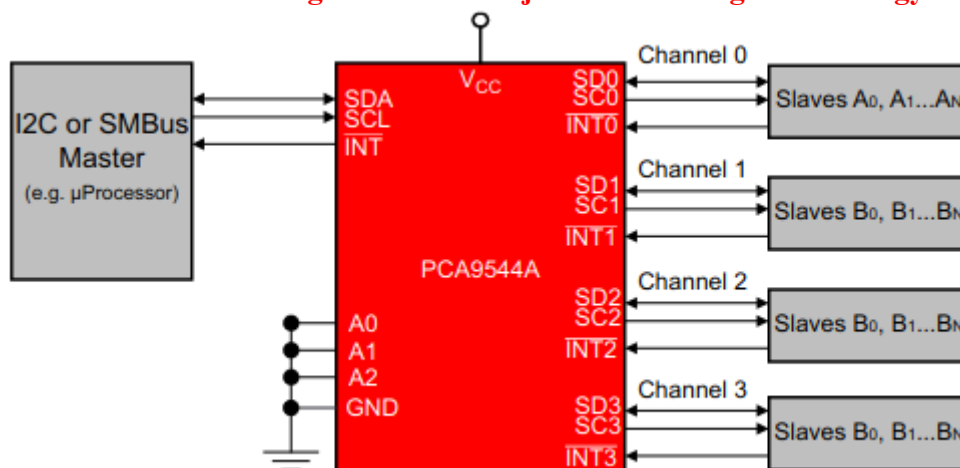 Channel 0
V_CC
SD0
SC0
INT0
Slaves A0, A1...AN
SDA
SCL
INT
I2C or SMBus
Master
(e.g. µProcessor)
Channel 1
SD1
SC1
INT1
Slaves B0, B1...BN
PCA9544A
Channel 2
SD2
SC2
INT2
Slaves B0, B1...BN
A0
A1
A2
GND
Channel 3
SD3
SC3
INT3
Slaves B0, B1...BN